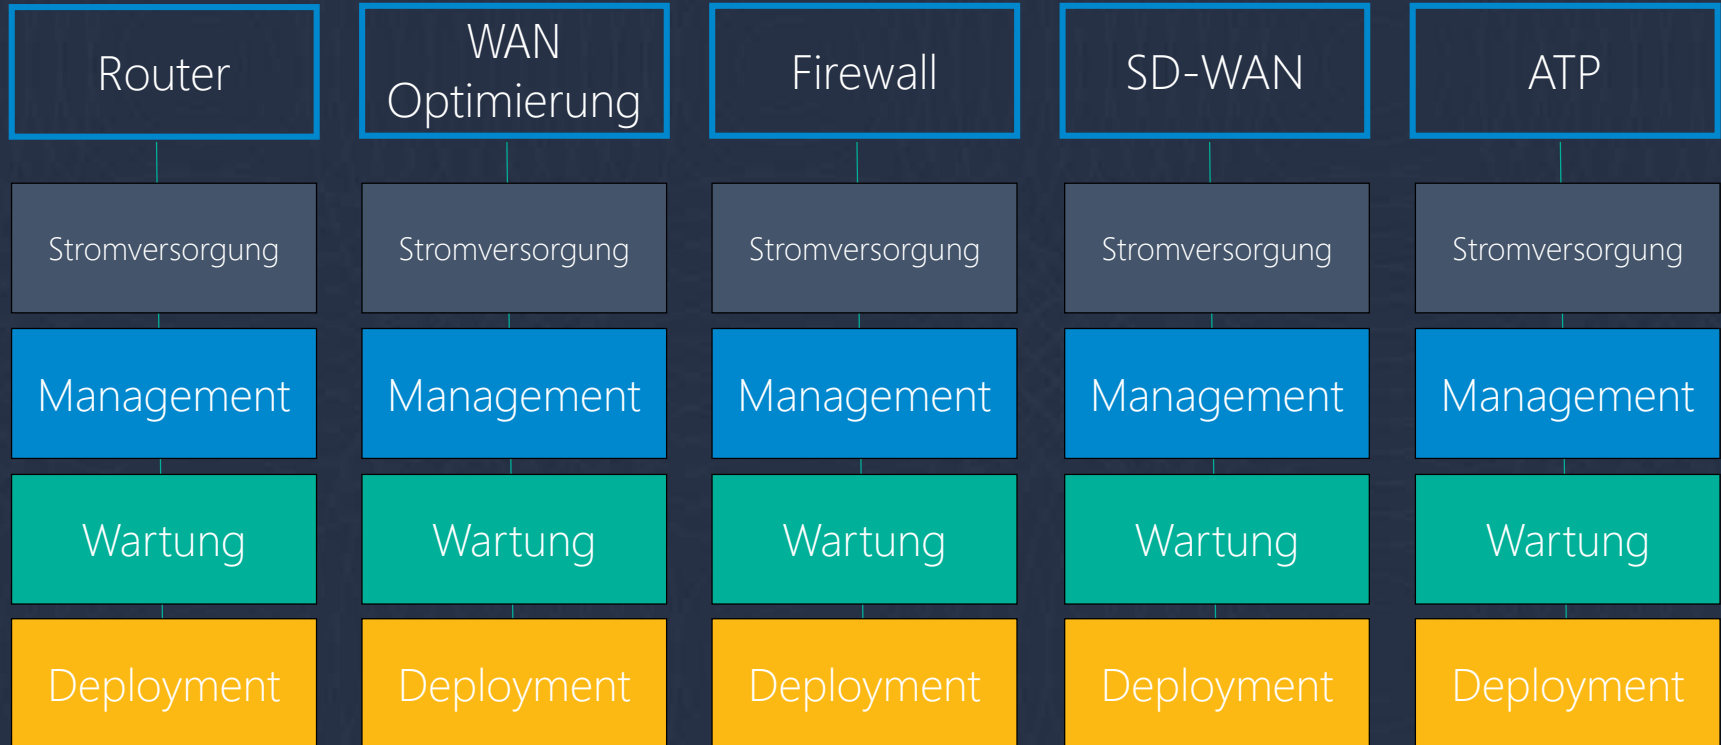 Router
WAN
Optimierung
Firewall
SD-WAN
ATP
Stromversorgung
Stromversorgung
Stromversorgung
Stromversorgung
Stromversorgung
Management
Management
Management
Management
Management
Wartung
Wartung
Wartung
Wartung
Wartung
Deployment
Deployment
Deployment
Deployment
Deployment